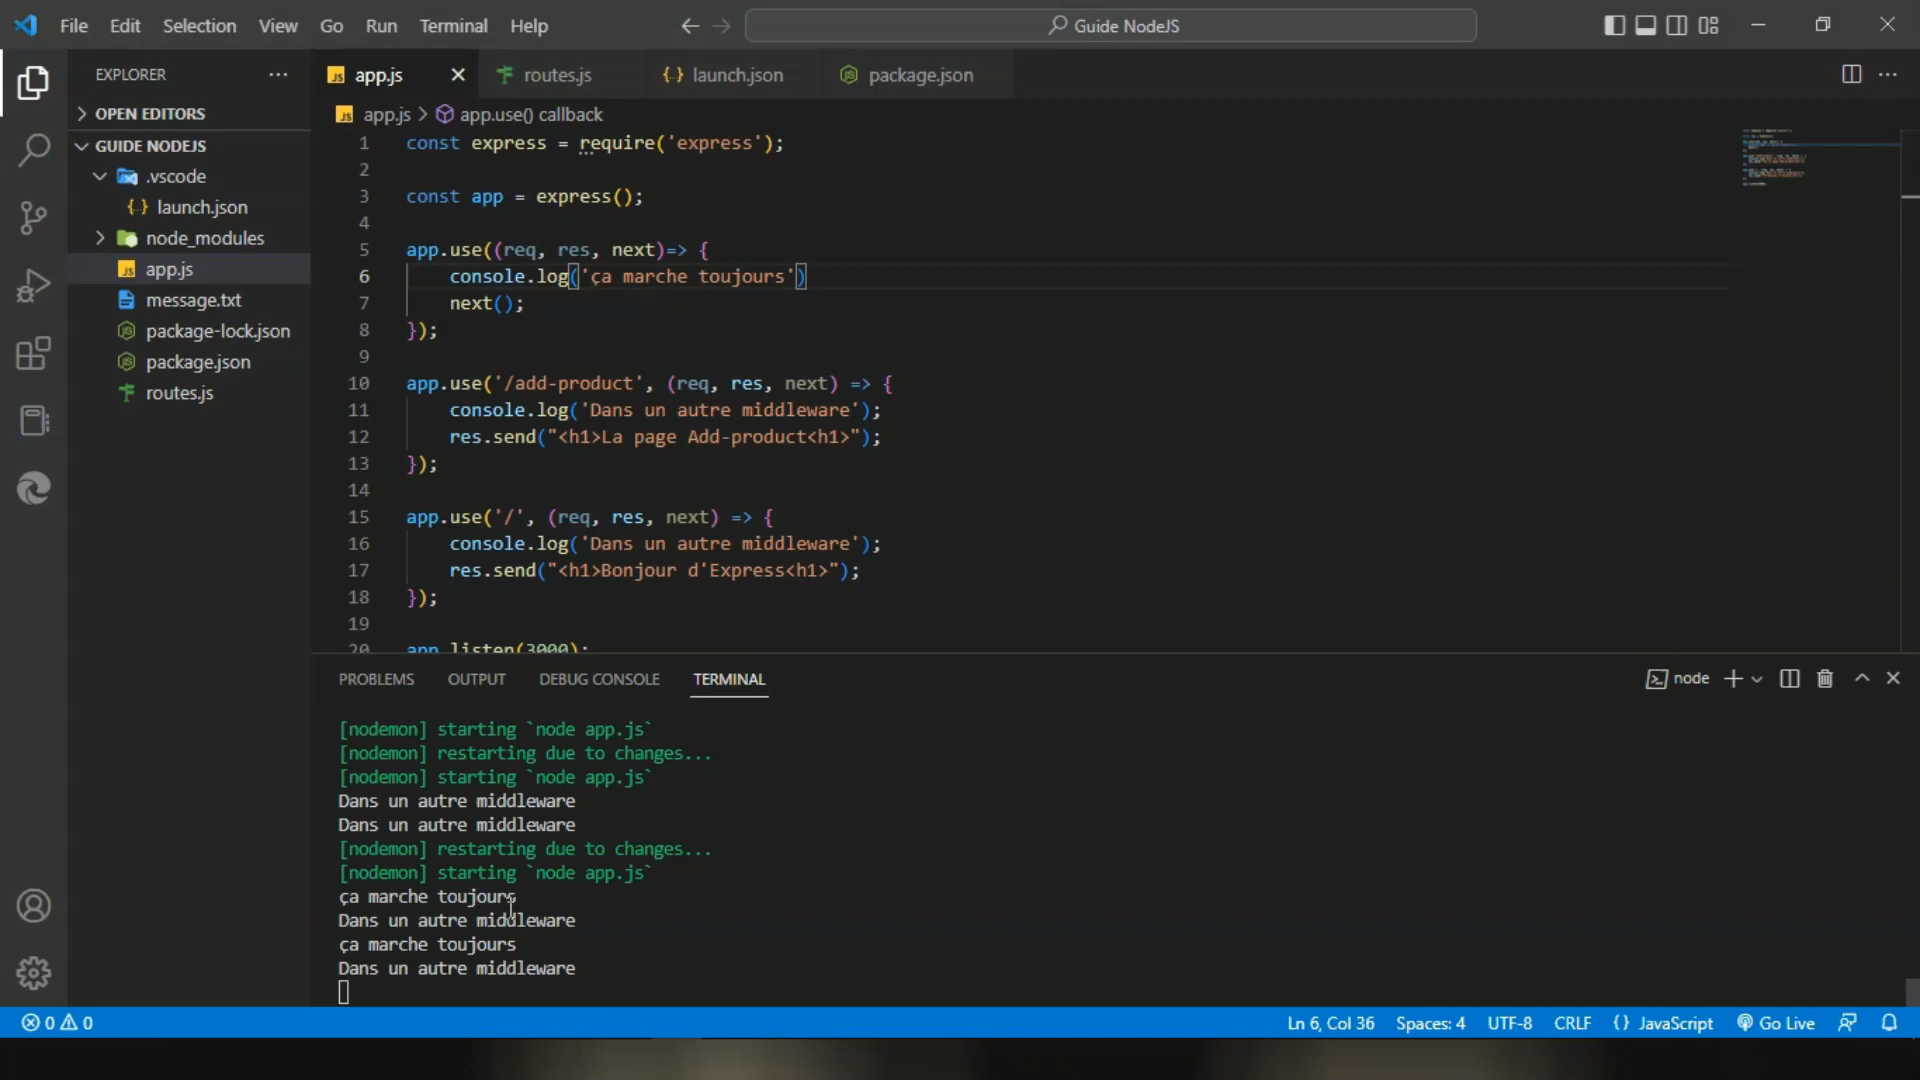 File Edit Selection View Go Run Terminal Help
Guide NodeJS
EXPLORER
app.js
routes.js
launch.json
package.json
OPEN EDITORS
GUIDE NODEJS
.vscode
launch.json
node_modules
app.js
message.txt
package-lock.json
package.json
routes.js
app.js > app.use() callback
1 const express = require('express');
2
3 const app = express();
4
5 app.use((req, res, next)=> {
6 console.log('ça marche toujours')
7 next();
8 });
9
10 app.use('/add-product', (req, res, next) => {
11 console.log('Dans un autre middleware');
12 res.send("<h1>La page Add-product<h1>");
13 });
14
15 app.use('/', (req, res, next) => {
16 console.log('Dans un autre middleware');
17 res.send("<h1>Bonjour d'Express<h1>");
18 });
19
20 app.listen(3000);
PROBLEMS OUTPUT DEBUG CONSOLE TERMINAL
node
[nodemon] starting `node app.js`
[nodemon] restarting due to changes...
[nodemon] starting `node app.js`
Dans un autre middleware
Dans un autre middleware
[nodemon] restarting due to changes...
[nodemon] starting `node app.js`
ça marche toujours
Dans un autre middleware
ça marche toujours
Dans un autre middleware
0 0
Ln 6, Col 36 Spaces: 4 UTF-8 CRLF {} JavaScript Go Live